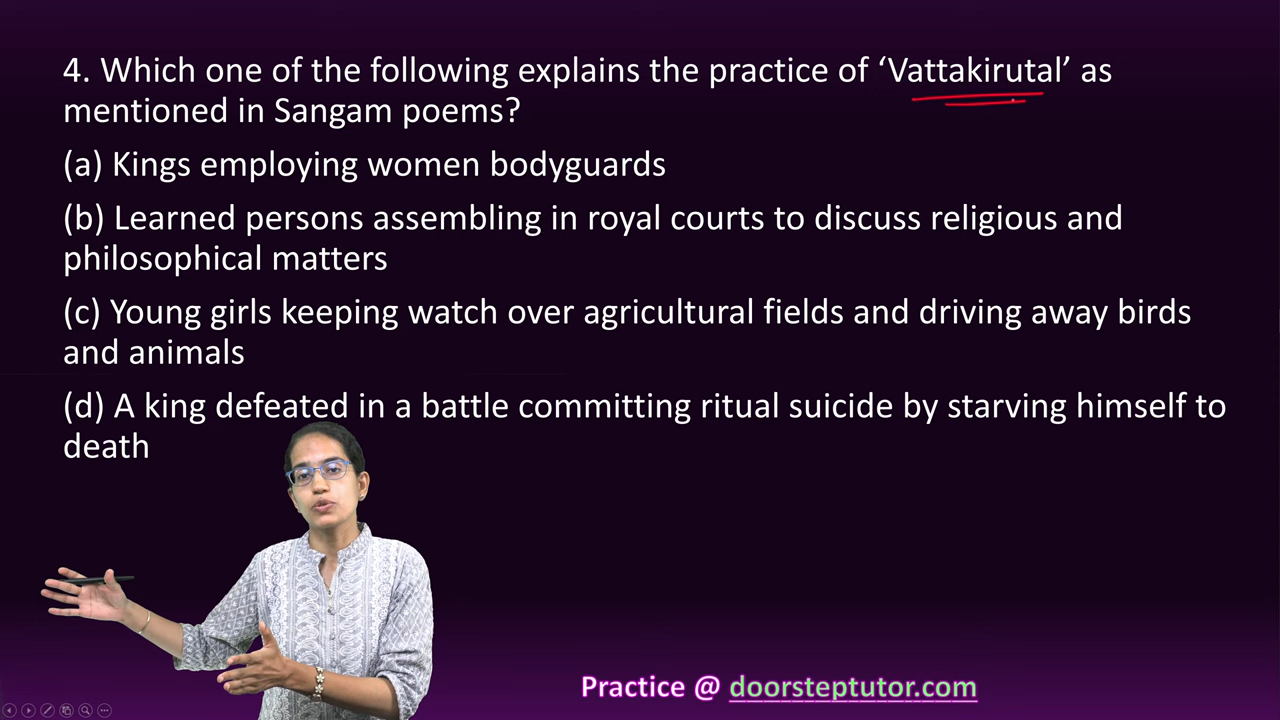 4. Which one of the following explains the practice of ‘Vattakirutal’ as
mentioned in Sangam poems?
(a) Kings employing women bodyguards
(b) Learned persons assembling in royal courts to discuss religious and
philosophical matters
(c) Young girls keeping watch over agricultural fields and driving away birds
and animals
(d) A king defeated in a battle committing ritual suicide by starving himself to
death
Practice @ doorsteptutor.com